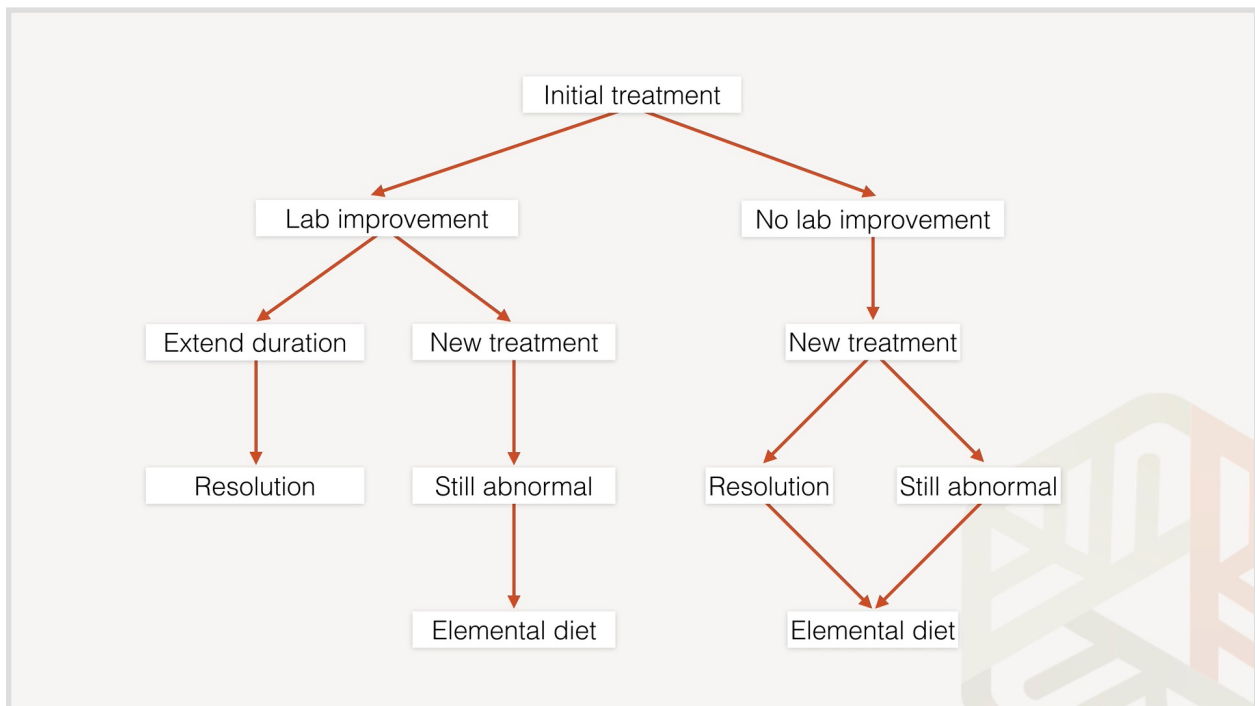 Initial treatment
Lab improvement
No lab improvement
Extend duration
New treatment
New treatment
Resolution
Still abnormal
Resolution
Still abnormal
Elemental diet
Elemental diet